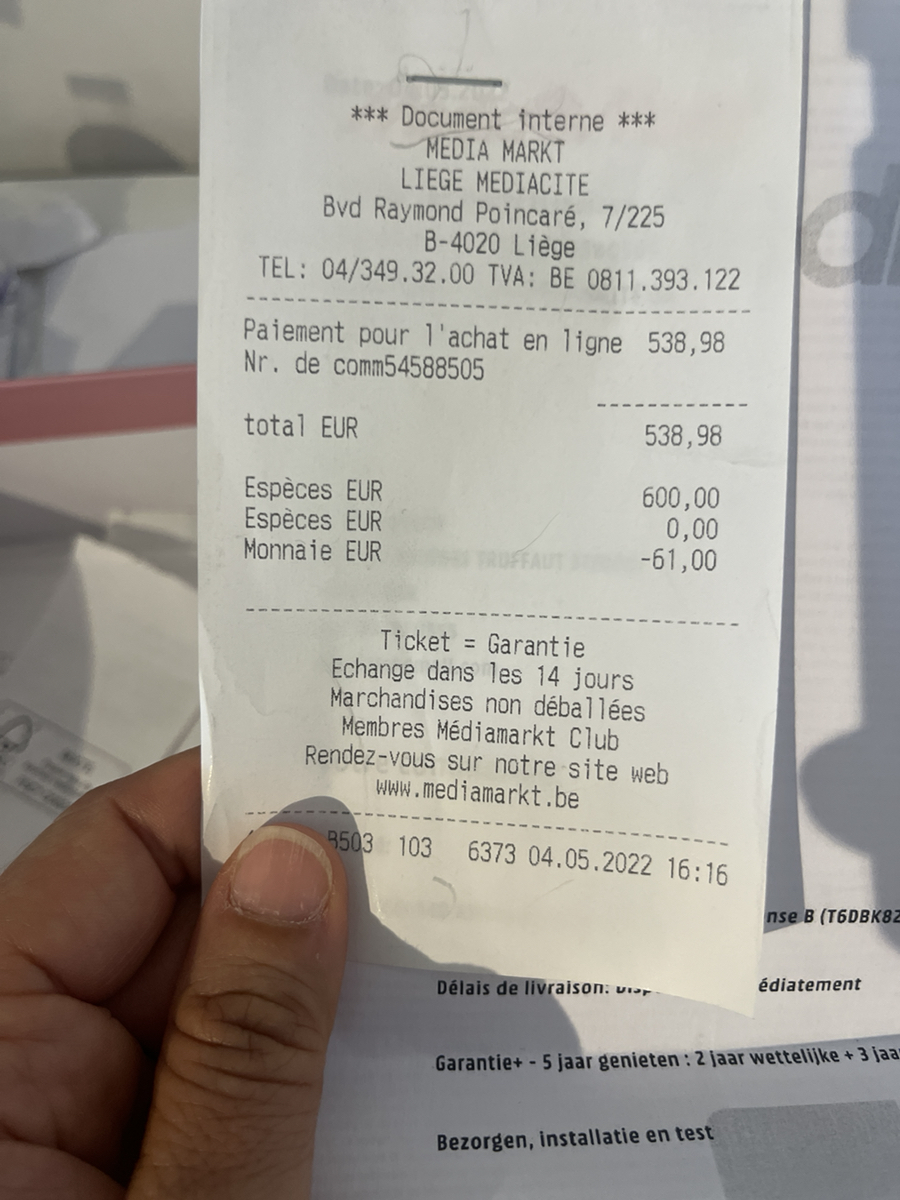 *** Document interne ***
MEDIA MARKT
LIEGE MEDIACITE
Bvd Raymond Poincaré, 7/225
B-4020 Liège
TEL: 04/349.32.00 TVA: BE 0811.393.122
Paiement pour l'achat en ligne 538,98
Nr. de comm54588505
total EUR 538,98
Espèces EUR 600,00
Espèces EUR 0,00
Monnaie EUR -61,00
Ticket = Garantie
Echange dans les 14 jours
Marchandises non déballées
Membres Médiamarkt Club
Rendez-vous sur notre site web
www.mediamarkt.be
B503 103 6373 04.05.2022 16:16
nse B (T6DBK82
Délais de livraison: édiatement
Garantie+ - 5 jaar genieten : 2 jaar wettelijke + 3 jaa
Bezorgen, installatie en test